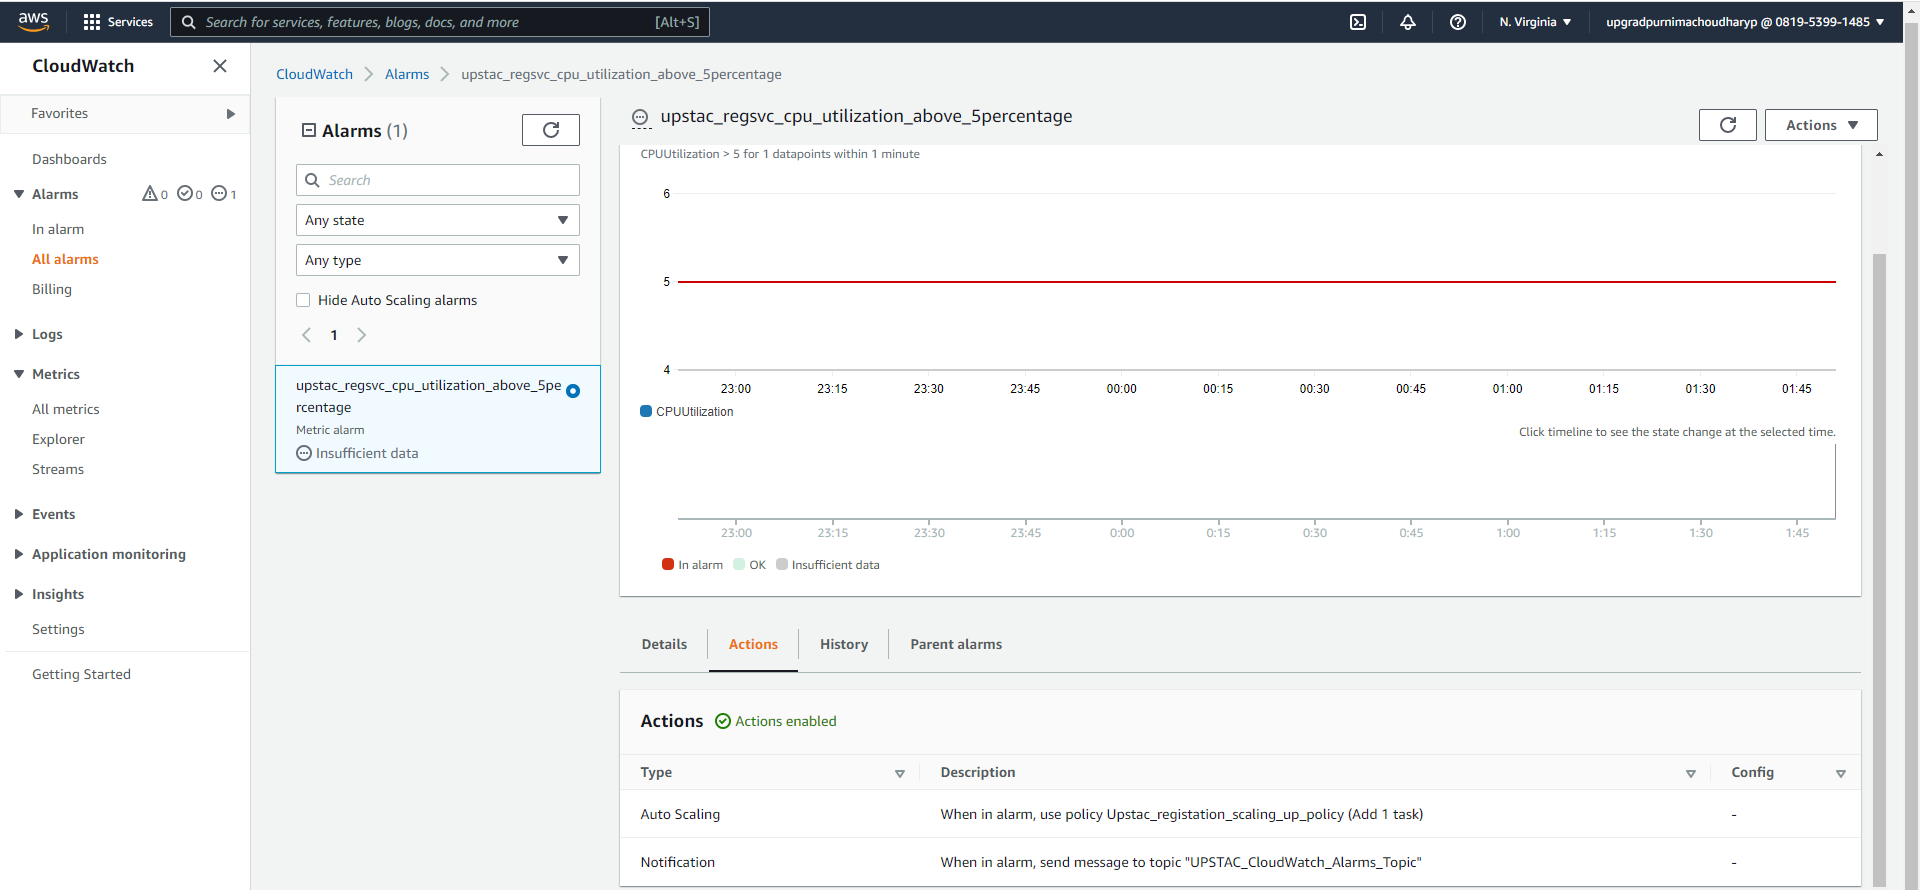 aws
Services
Search for services, features, blogs, docs, and more
[Alt+S]
N. Virginia
upgradpurnimachoudharyp @ 0819-5399-1485
CloudWatch
Favorites
Dashboards
Alarms
0
0
1
In alarm
All alarms
Billing
Logs
Metrics
All metrics
Explorer
Streams
Events
Application monitoring
Insights
Settings
Getting Started
CloudWatch
Alarms
upstac_regsvc_cpu_utilization_above_5percentage
Alarms (1)
Search
Any state
Any type
Hide Auto Scaling alarms
1
upstac_regsvc_cpu_utilization_above_5pe
rcentage
Metric alarm
Insufficient data
upstac_regsvc_cpu_utilization_above_5percentage
Actions
CPUUtilization > 5 for 1 datapoints within 1 minute
6
5
4
23:00 23:15 23:30 23:45 00:00 00:15 00:30 00:45 01:00 01:15 01:30 01:45
CPUUtilization
Click timeline to see the state change at the selected time.
23:00 23:15 23:30 23:45 0:00 0:15 0:30 0:45 1:00 1:15 1:30 1:45
In alarm OK Insufficient data
Details Actions History Parent alarms
Actions Actions enabled
Type Description Config
Auto Scaling When in alarm, use policy Upstac_registation_scaling_up_policy (Add 1 task) -
Notification When in alarm, send message to topic "UPSTAC_CloudWatch_Alarms_Topic" -